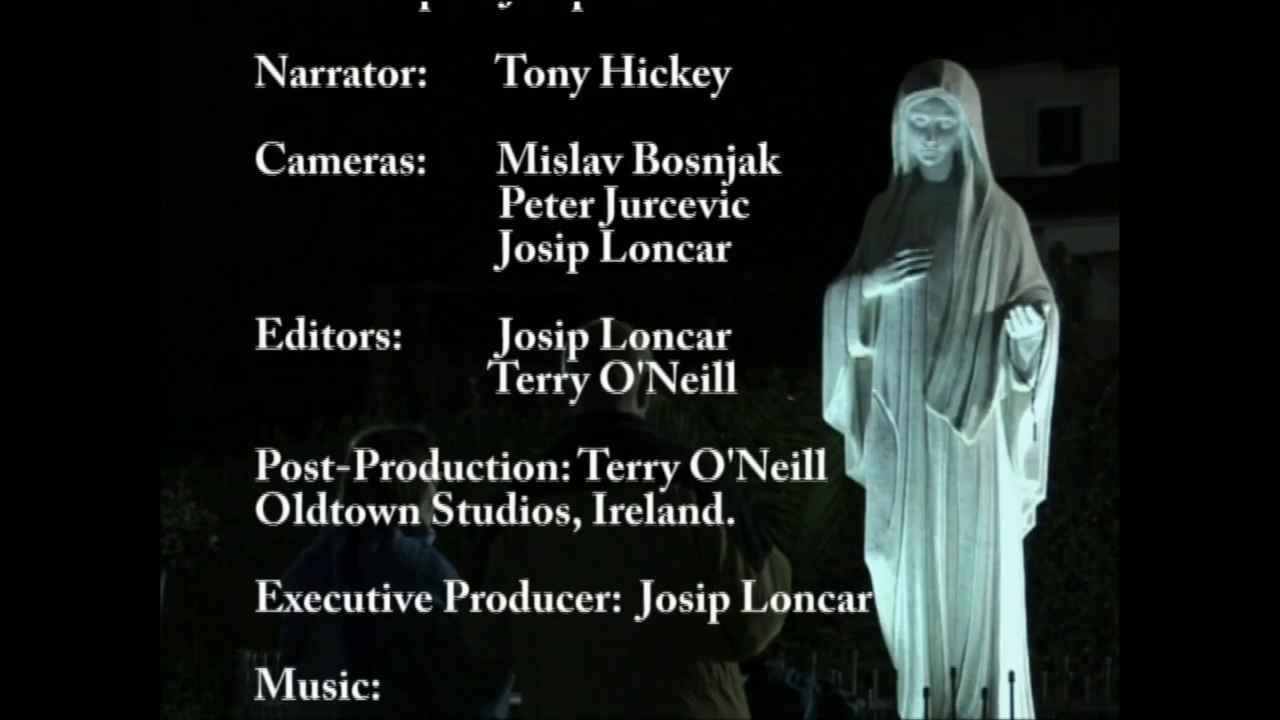 Narrator: Tony Hickey
Cameras: Mislav Bosnjak
Peter Jurcevic
Josip Loncar
Editors: Josip Loncar
Terry O'Neill
Post-Production: Terry O'Neill
Oldtown Studios, Ireland.
Executive Producer: Josip Loncar
Music: